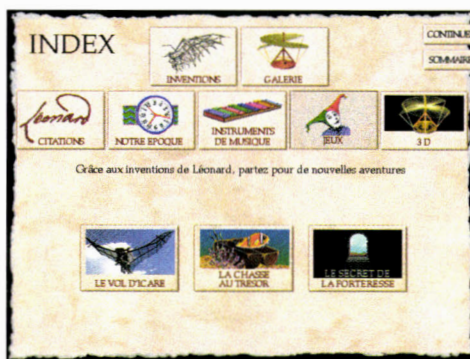 INDEX
INVENTIONS
GALERIE
CONTINUE
SOMMAIRE
Léonard
CITATIONS
NOTRE EPOQUE
INSTRUMENTS
DE MUSIQUE
JEUX
3 D
Grâce aux inventions de Léonard, partez pour de nouvelles aventures
LE VOL D'ICARE
LA CHASSE
AU TRESOR
LE SECRET DE
LA FORTERESSE